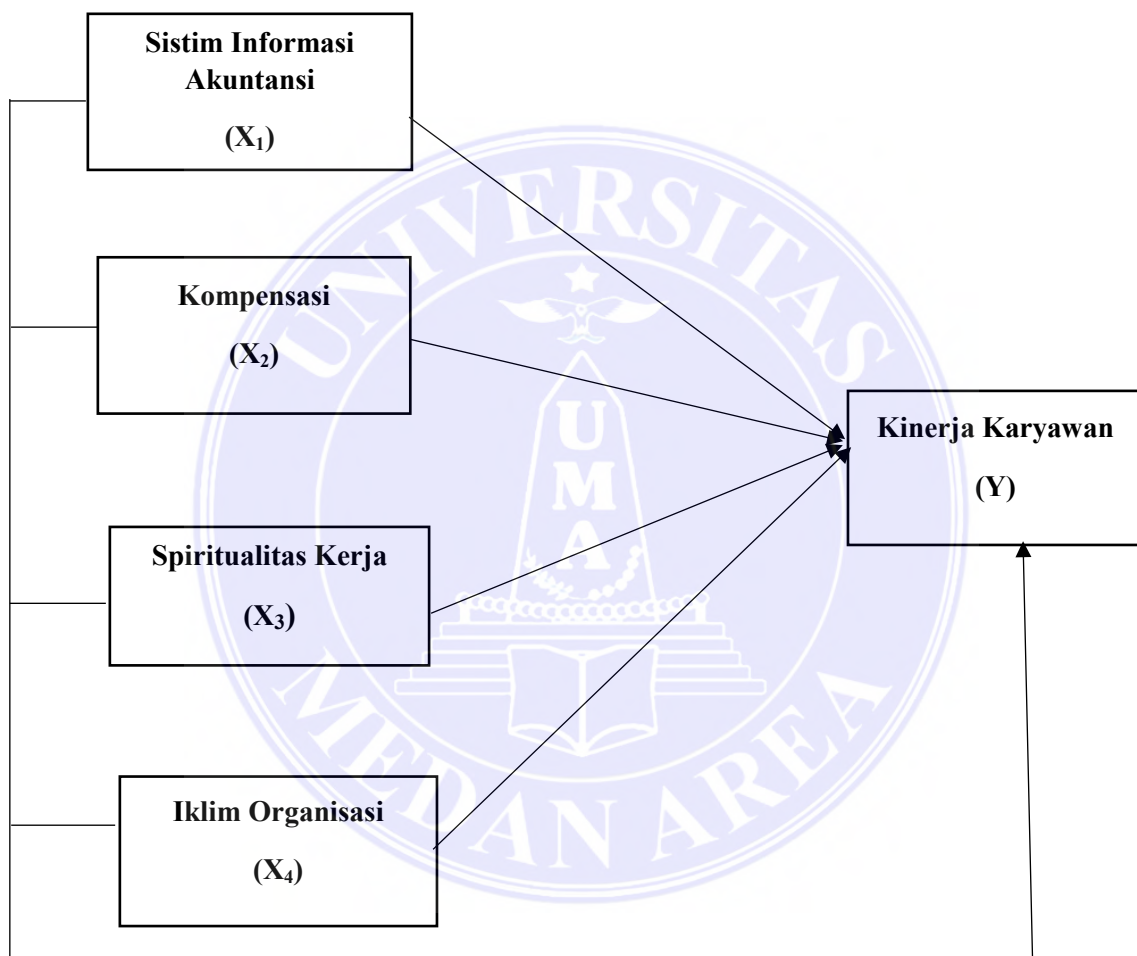 Sistim Informasi
Akuntansi
(X₁)
Kompensasi
(X₂)
Kinerja Karyawan
(Y)
Spiritualitas Kerja
(X₃)
Iklim Organisasi
(X₄)
UNIVERSITAS
UMA
MEDAN AREA